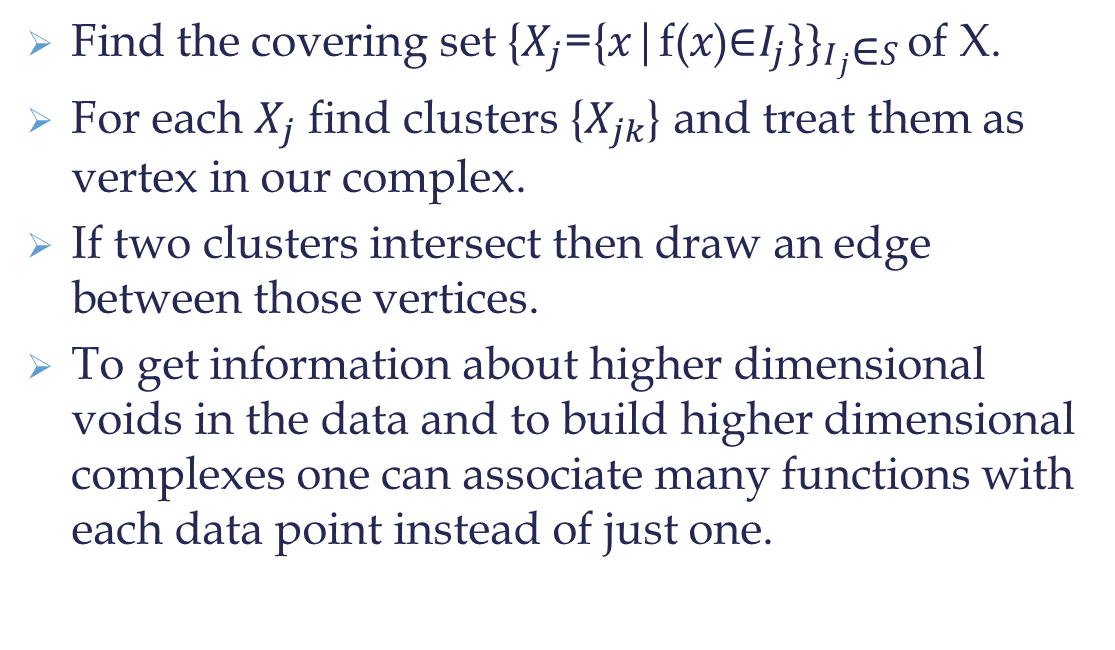 ➢ Find the covering set {Xⱼ={x|f(x)∈Iⱼ}}_{Iⱼ∈S} of X.
➢ For each Xⱼ find clusters {Xⱼₖ} and treat them as
vertex in our complex.
➢ If two clusters intersect then draw an edge
between those vertices.
➢ To get information about higher dimensional
voids in the data and to build higher dimensional
complexes one can associate many functions with
each data point instead of just one.